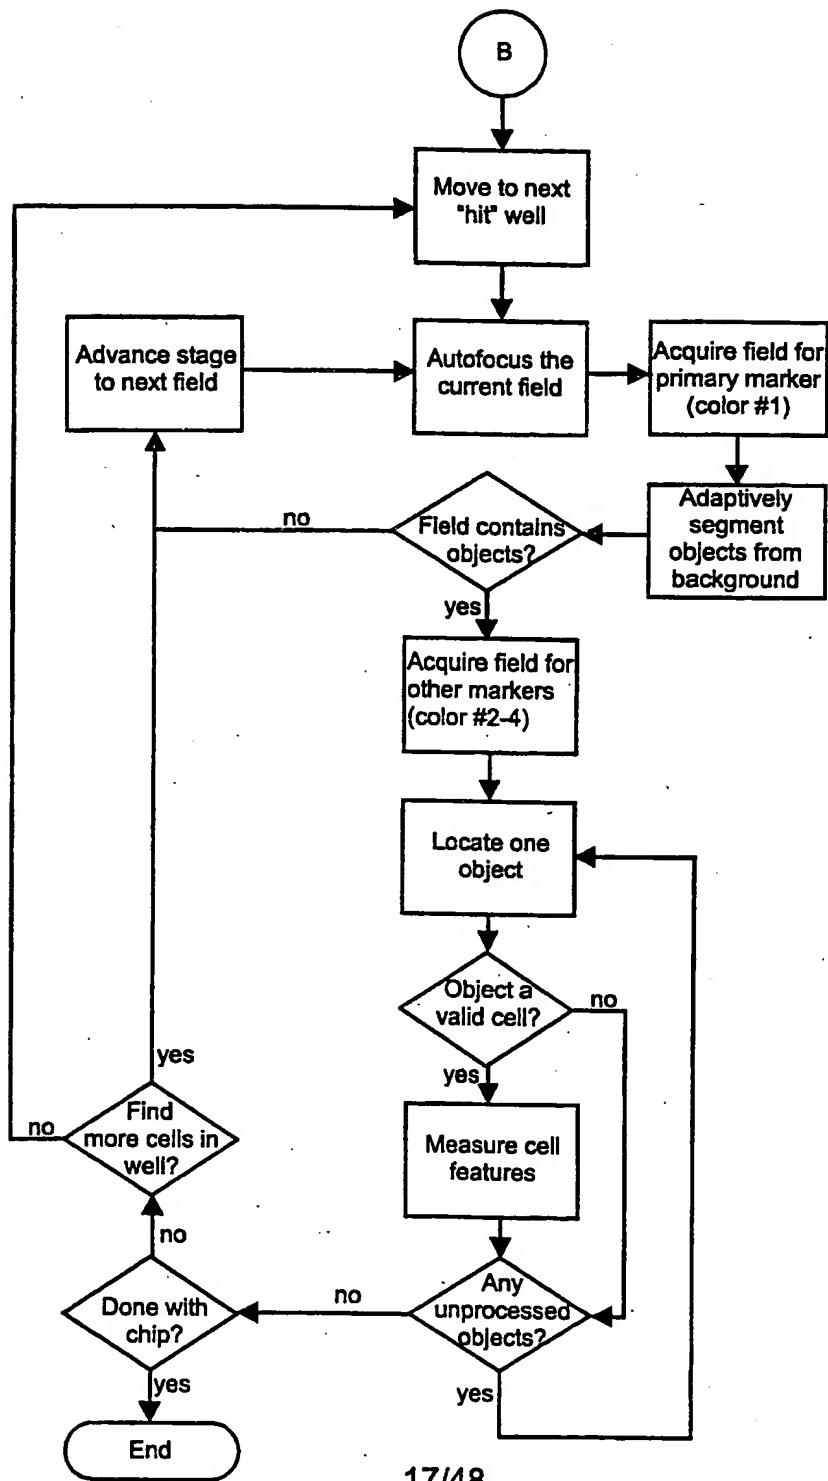 B
Move to next
"hit" well
Advance stage
to next field
Autofocus the
current field
Acquire field for
primary marker
(color #1)
Adaptively
segment
objects from
background
no
Field contains
objects?
yes
Acquire field for
other markers
(color #2-4)
Locate one
object
Object a
valid cell?
no
yes
Measure cell
features
yes
Find
more cells in
well?
no
no
Done with
chip?
no
Any
unprocessed
objects?
yes
yes
End
17/48